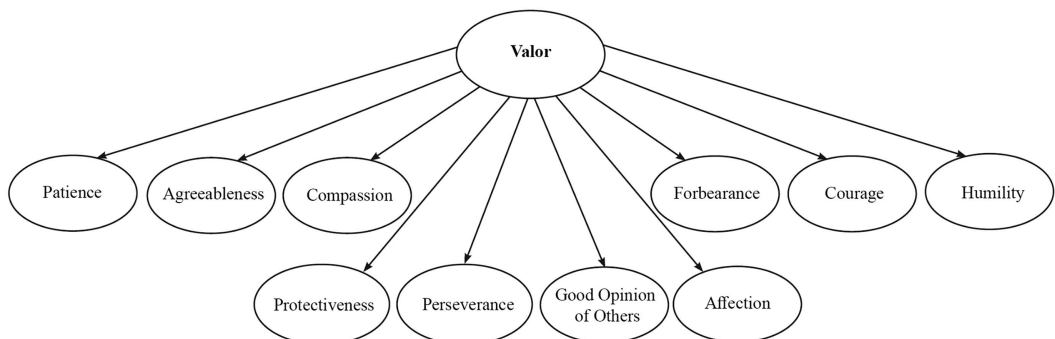 Valor
Patience
Agreeableness
Compassion
Forbearance
Courage
Humility
Protectiveness
Perseverance
Good Opinion
of Others
Affection